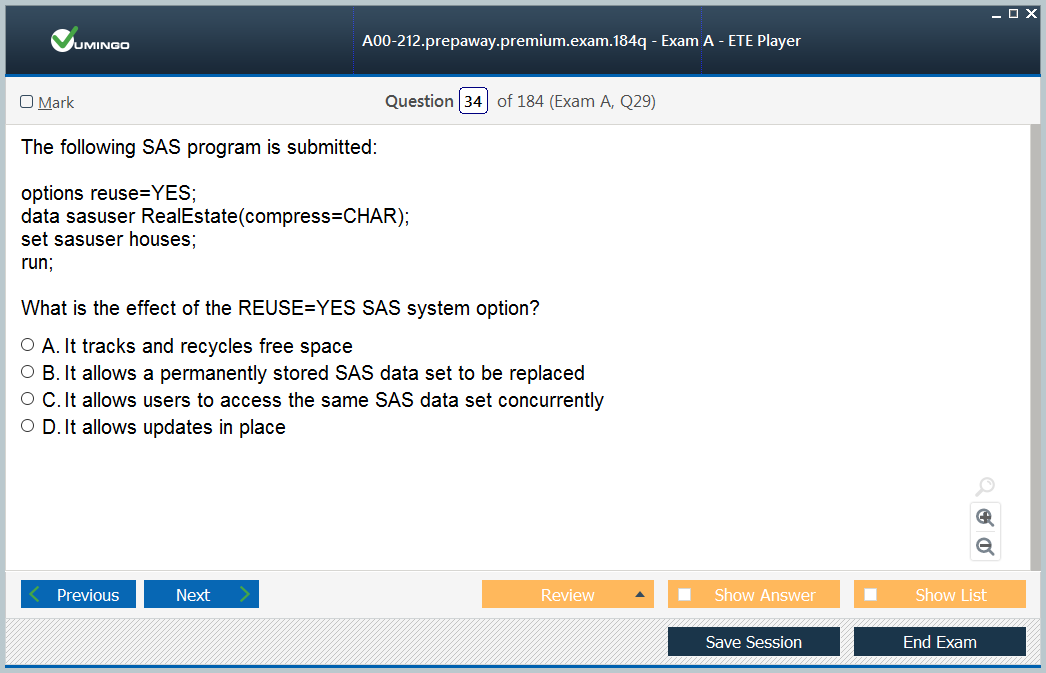 VUMINGO
A00-212.prepaway.premium.exam.184q - Exam A - ETE Player
Mark
Question 34 of 184 (Exam A, Q29)
The following SAS program is submitted:
options reuse=YES;
data sasuser RealEstate(compress=CHAR);
set sasuser houses;
run;
What is the effect of the REUSE=YES SAS system option?
A. It tracks and recycles free space
B. It allows a permanently stored SAS data set to be replaced
C. It allows users to access the same SAS data set concurrently
D. It allows updates in place
Previous Next Review Show Answer Show List
Save Session End Exam